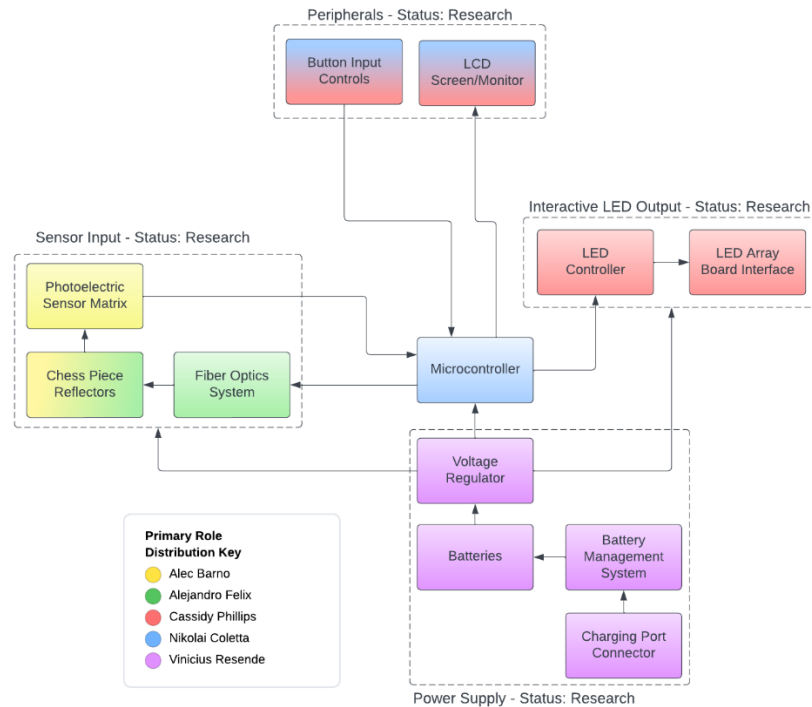 Peripherals - Status: Research
Button Input
Controls
LCD
Screen/Monitor
Interactive LED Output - Status: Research
LED
Controller
LED Array
Board Interface
Sensor Input - Status: Research
Photoelectric
Sensor Matrix
Chess Piece
Reflectors
Fiber Optics
System
Microcontroller
Voltage
Regulator
Batteries
Battery
Management
System
Charging Port
Connector
Power Supply - Status: Research
Primary Role
Distribution Key
Alec Barno
Alejandro Felix
Cassidy Phillips
Nikolai Coletta
Vinicius Resende